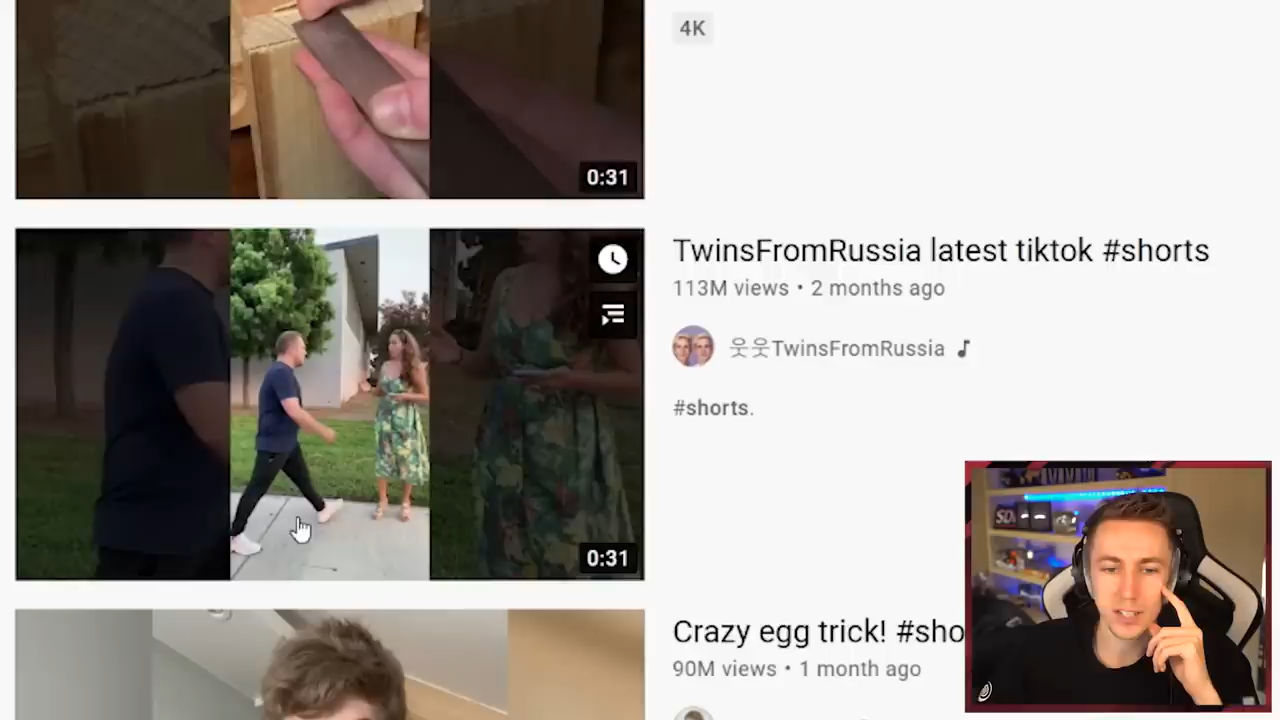 4K
0:31
TwinsFromRussia latest tiktok #shorts
113M views • 2 months ago
웃웃TwinsFromRussia
#shorts.
0:31
Crazy egg trick! #sho
90M views • 1 month ago
SD.